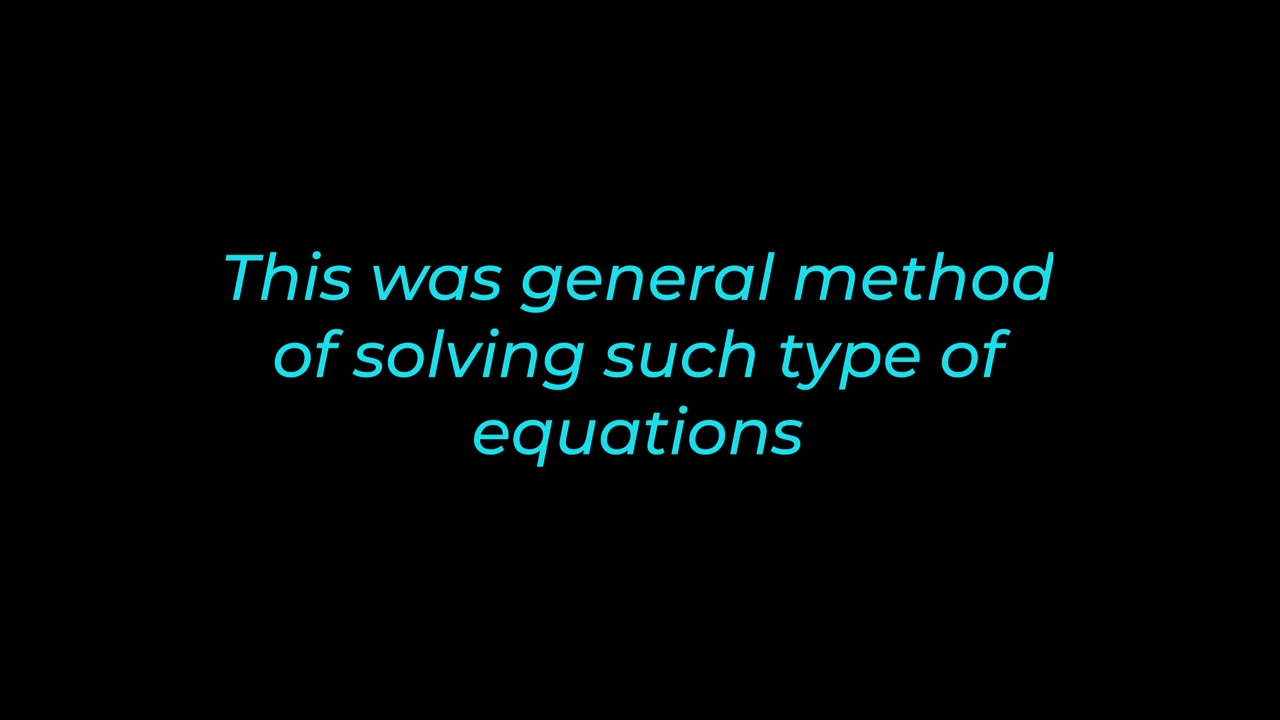 This was general method
of solving such type of
equations